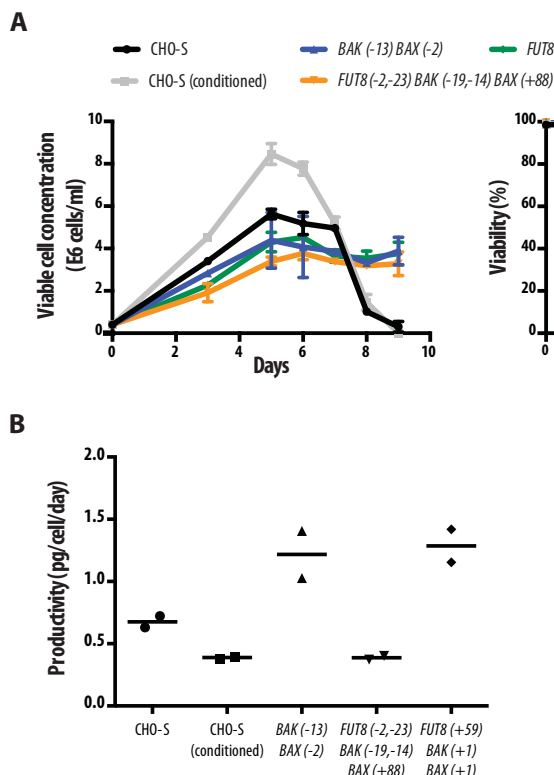 A
CHO-S
BAK (-13) BAX (-2)
FUT8
CHO-S (conditioned)
FUT8 (-2,-23) BAK (-19,-14) BAX (+88)
Viable cell concentration
(E6 cells/ml)
10
8
6
4
2
0
0 2 4 6 8 10
Days
Viability (%)
100
80
60
40
20
0
0
B
Productivity (pg/cell/day)
2.0
1.5
1.0
0.5
0.0
CHO-S
CHO-S
(conditioned)
BAK (-13)
BAX (-2)
FUT8 (-2,-23)
BAK (-19,-14)
BAX (+88)
FUT8 (+59)
BAK (+1)
BAX (+1)